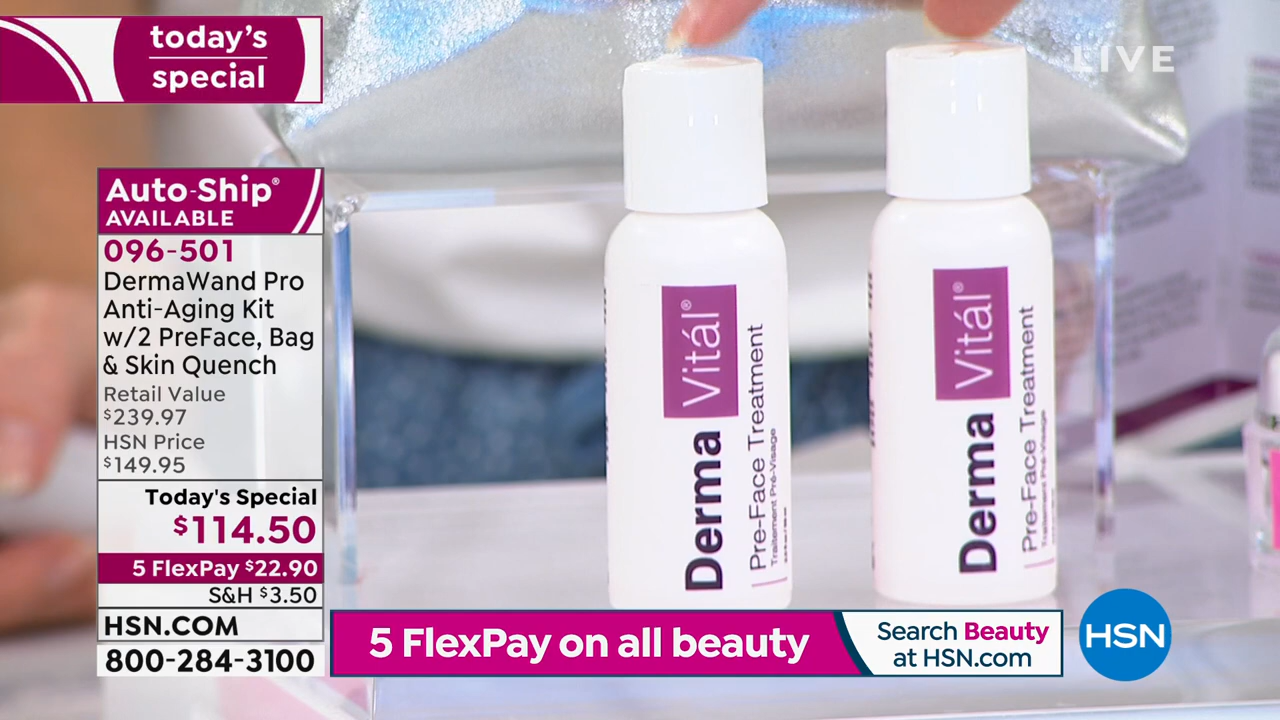 today's
special
LIVE
Auto-Ship®
AVAILABLE
096-501
DermaWand Pro
Anti-Aging Kit
w/2 PreFace, Bag
& Skin Quench
Retail Value
$239.97
HSN Price
$149.95
Today's Special
$114.50
5 FlexPay $22.90
S&H $3.50
HSN.COM
800-284-3100
Derma Vitál®
Pre-Face Treatment
Traitement Pré-Visage
Derma Vitál®
Pre-Face Treatment
Traitement Pré-Visage
5 FlexPay on all beauty
Search Beauty
at HSN.com
HSN